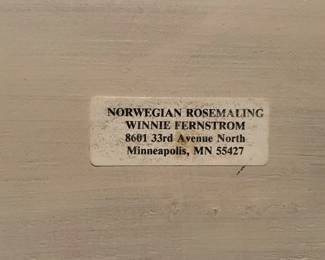 NORWEGIAN ROSEMALING
WINNIE FERNSTROM
8601 33rd Avenue North
Minneapolis, MN 55427